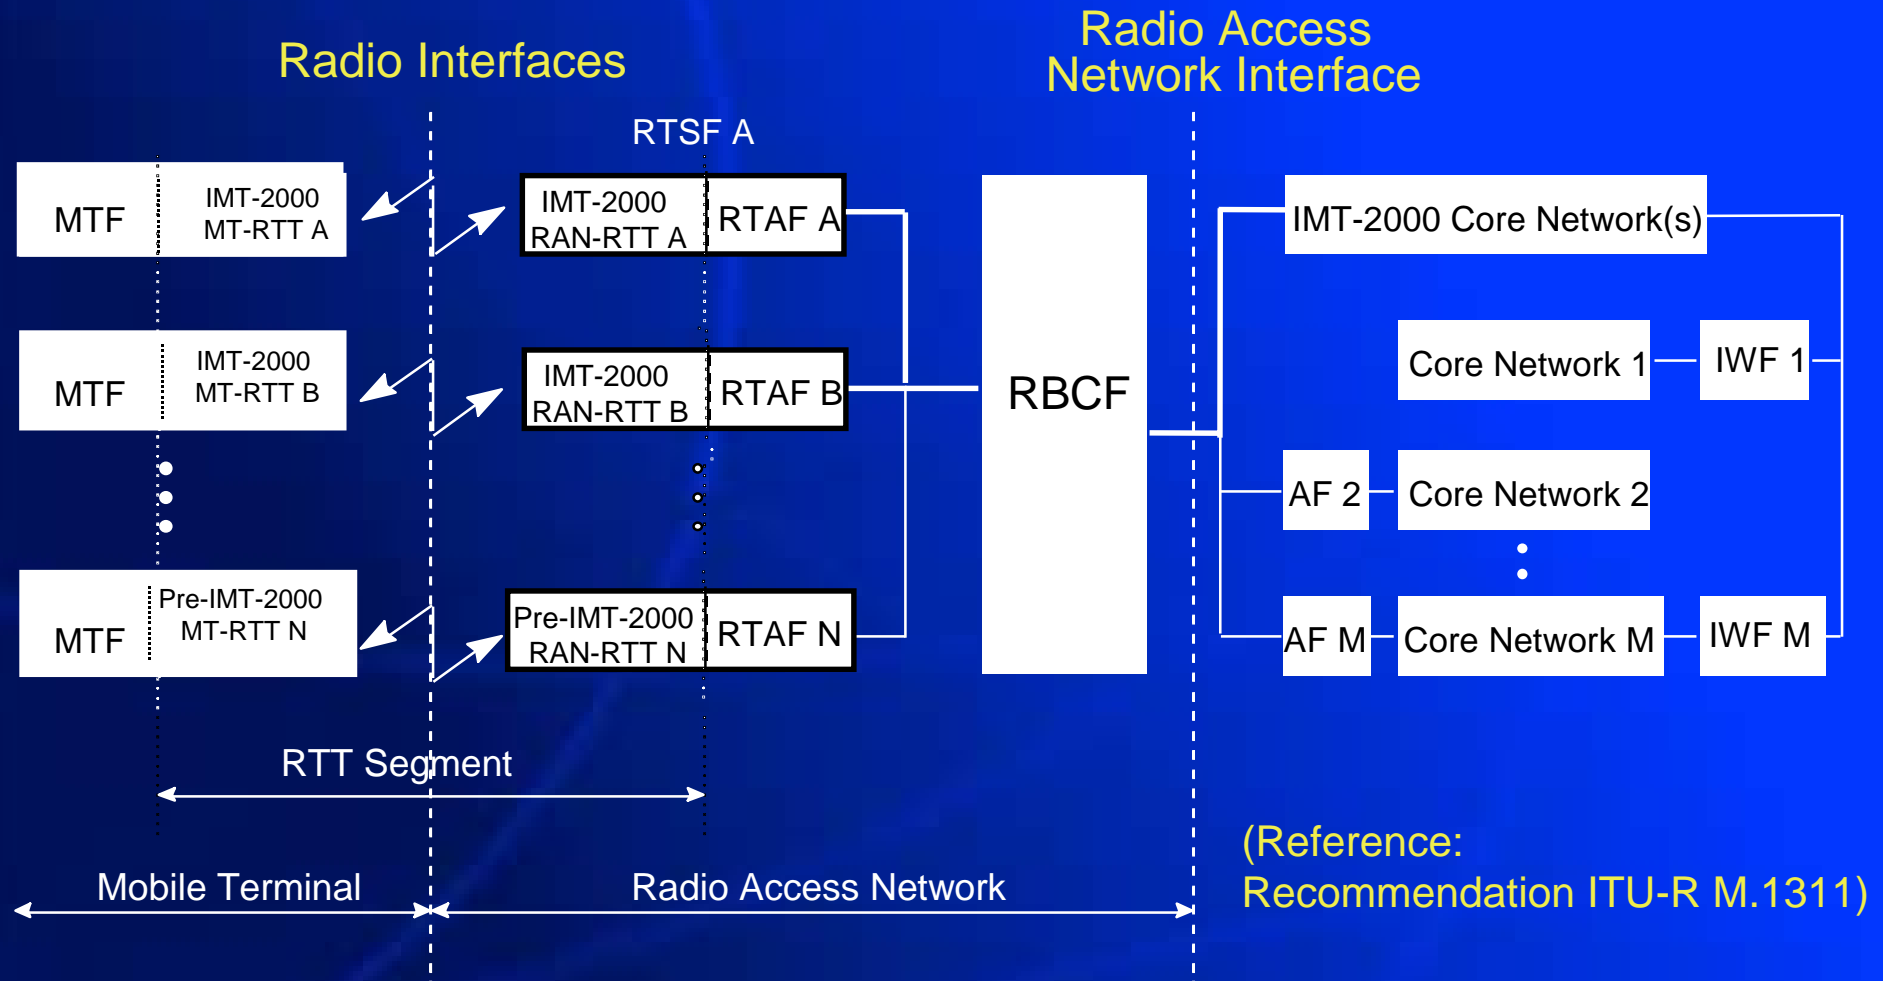 Radio Interfaces
Radio Access
Network Interface
RTSF A
MTF
IMT-2000
MT-RTT A
IMT-2000
RAN-RTT A
RTAF A
IMT-2000 Core Network(s)
MTF
IMT-2000
MT-RTT B
IMT-2000
RAN-RTT B
RTAF B
RBCF
Core Network 1
IWF 1
AF 2
Core Network 2
MTF
Pre-IMT-2000
MT-RTT N
Pre-IMT-2000
RAN-RTT N
RTAF N
AF M
Core Network M
IWF M
RTT Segment
Mobile Terminal
Radio Access Network
(Reference:
Recommendation ITU-R M.1311)